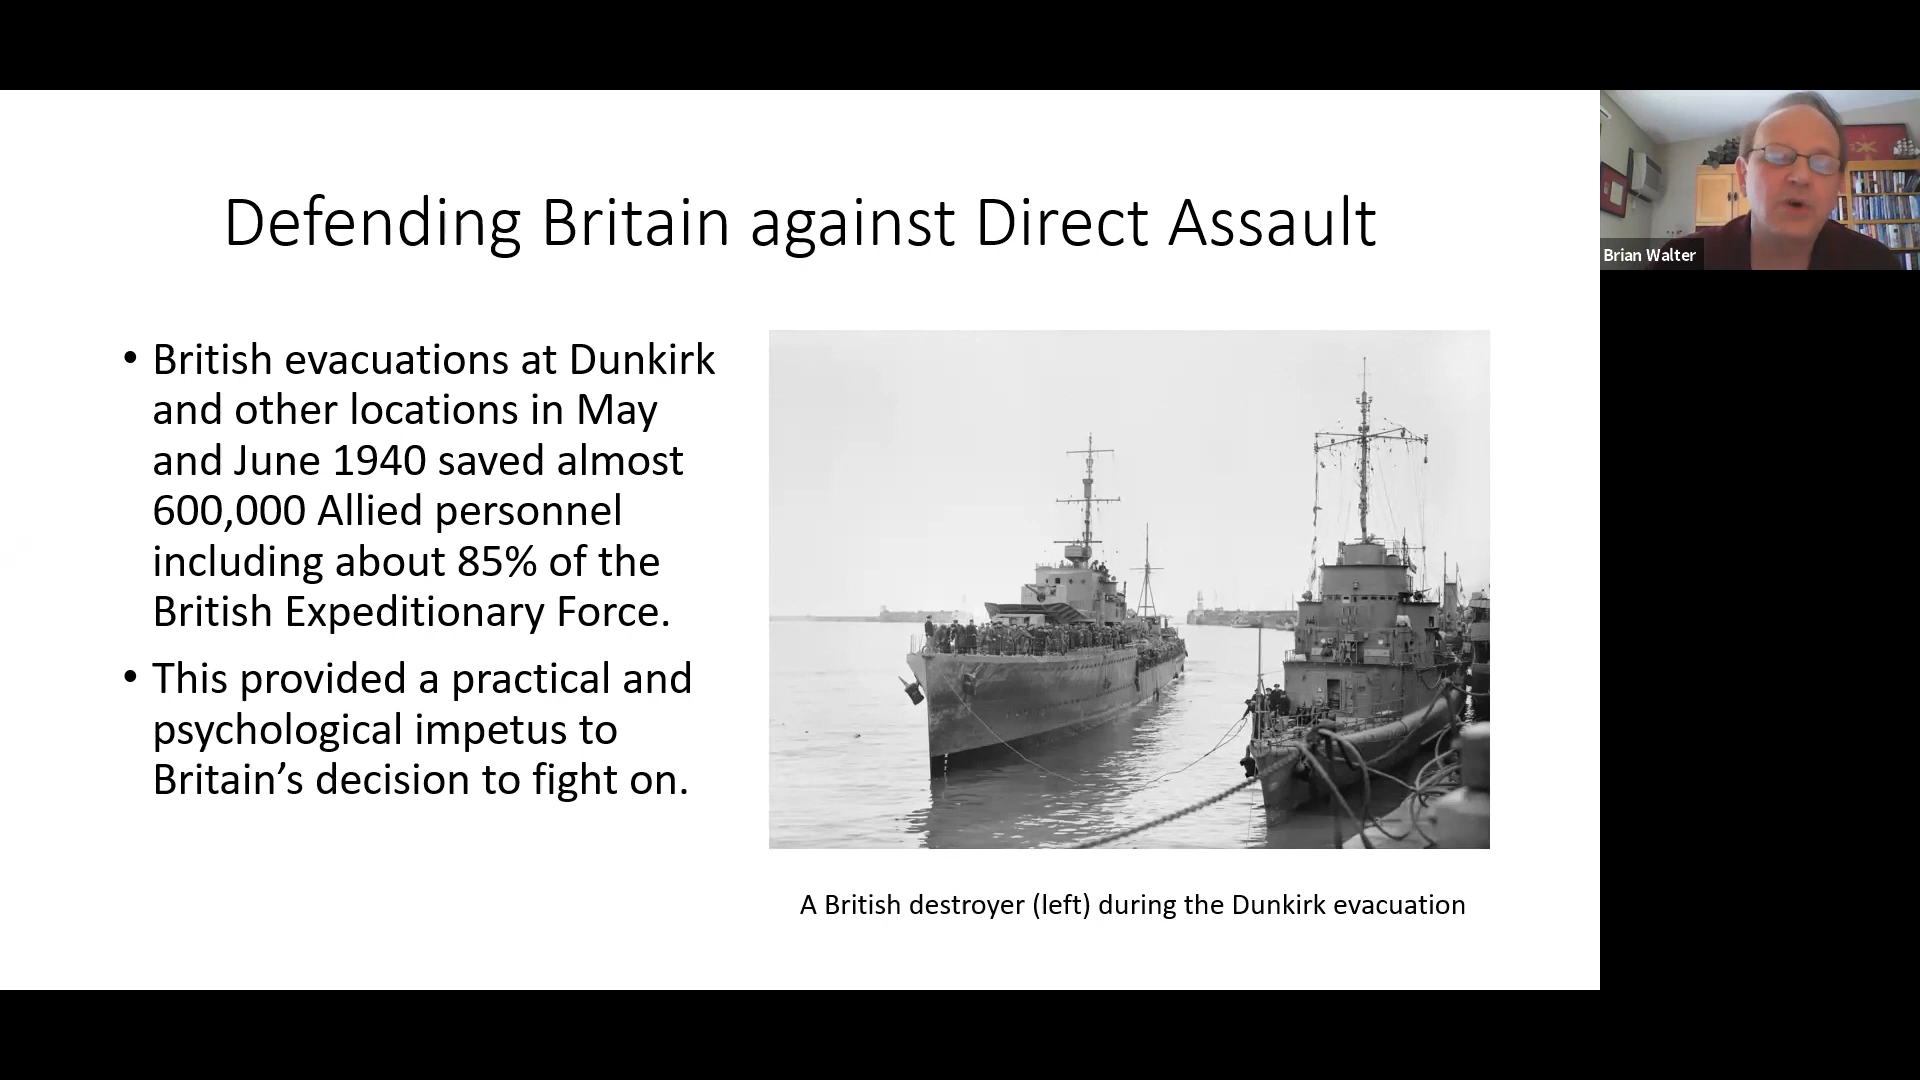 Defending Britain against Direct Assault
• British evacuations at Dunkirk
and other locations in May
and June 1940 saved almost
600,000 Allied personnel
including about 85% of the
British Expeditionary Force.
• This provided a practical and
psychological impetus to
Britain’s decision to fight on.
A British destroyer (left) during the Dunkirk evacuation
Brian Walter